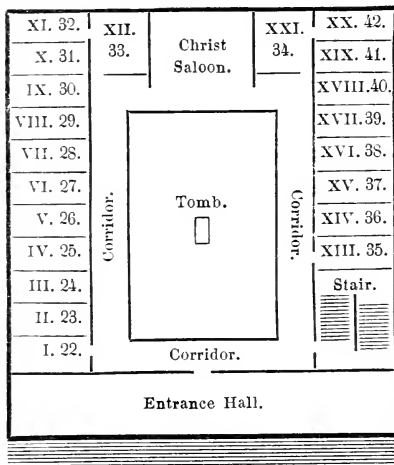 XI. 32.
X. 31.
IX. 30.
VIII. 29.
VII. 28.
VI. 27.
V. 26.
IV. 25.
III. 24.
II. 23.
I. 22.
XII.
33.
Christ
Saloon.
XXI.
34.
XX. 42.
XIX. 41.
XVIII. 40.
XVII. 39.
XVI. 38.
XV. 37.
XIV. 36.
XIII. 35.
Stair.
Corridor.
Tomb.
Corridor.
Corridor.
Entrance Hall.